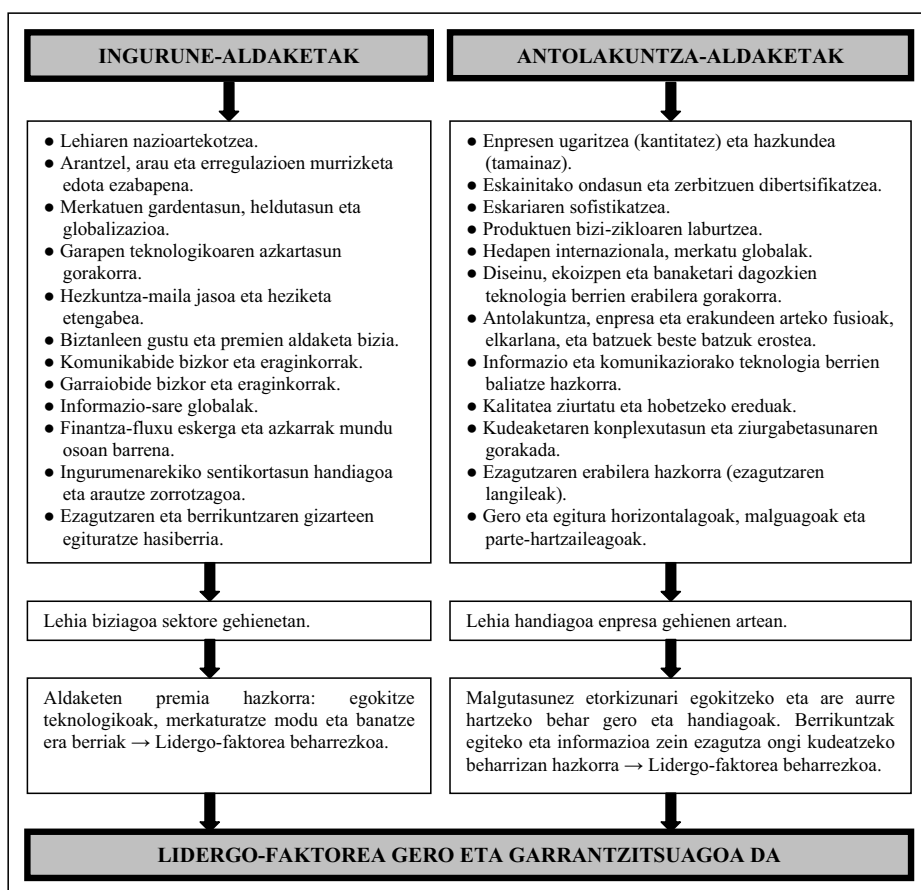 INGURUNE-ALDAKETAK
● Lehiaren nazioartekotzea.
● Arantzel, arau eta erregulazioen murrizketa
edota ezabapena.
● Merkatuen gardentasun, heldutasun eta
globalizazioa.
● Garapen teknologikoaren azkartasun
gorakorra.
● Hezkuntza-maila jasoa eta heziketa
etengabea.
● Biztanleen gustu eta premien aldaketa bizia.
● Komunikabide bizkor eta eraginkorrak.
● Garraiobide bizkor eta eraginkorrak.
● Informazio-sare globalak.
● Finantza-fluxu eskerga eta azkarrak mundu
osoan barrena.
● Ingurumenarekiko sentikortasun handiagoa
eta arautze zorrotzagoa.
● Ezagutzaren eta berrikuntzaren gizarteen
egituratze hasiberria.
Lehia biziagoa sektore gehienetan.
Aldaketen premia hazkorra: egokitze
teknologikoak, merkaturatze modu eta banatze
era berriak → Lidergo-faktorea beharrezkoa.
ANTOLAKUNTZA-ALDAKETAK
● Enpresen ugaritzea (kantitatez) eta hazkundea
(tamainaz).
● Eskainitako ondasun eta zerbitzuen dibertsifikatzea.
● Eskariaren sofistikatzea.
● Produktuen bizi-zikloaren laburtzea.
● Hedapen internazionala, merkatu globalak.
● Diseinu, ekoizpen eta banaketari dagozkien
teknologia berrien erabilera gorakorra.
● Antolakuntza, enpresa eta erakundeen arteko fusioak,
elkarlana, eta batzuek beste batzuk erostea.
● Informazio eta komunikaziorako teknologia berrien
baliatze hazkorra.
● Kalitatea ziurtatu eta hobetzeko ereduak.
● Kudeaketaren konplexutasun eta ziurgabetasunaren
gorakada.
● Ezagutzaren erabilera hazkorra (ezagutzaren
langileak).
● Gero eta egitura horizontalagoak, malguagoak eta
parte-hartzaileagoak.
Lehia handiagoa enpresa gehienen artean.
Malgutasunez etorkizunari egokitzeko eta are aurre
hartzeko behar gero eta handiagoak. Berrikuntzak
egiteko eta informazioa zein ezagutza ongi kudeatzeko
beharrizan hazkorra → Lidergo-faktorea beharrezkoa.
LIDERGO-FAKTOREA GERO ETA GARRANTZITSUAGOA DA